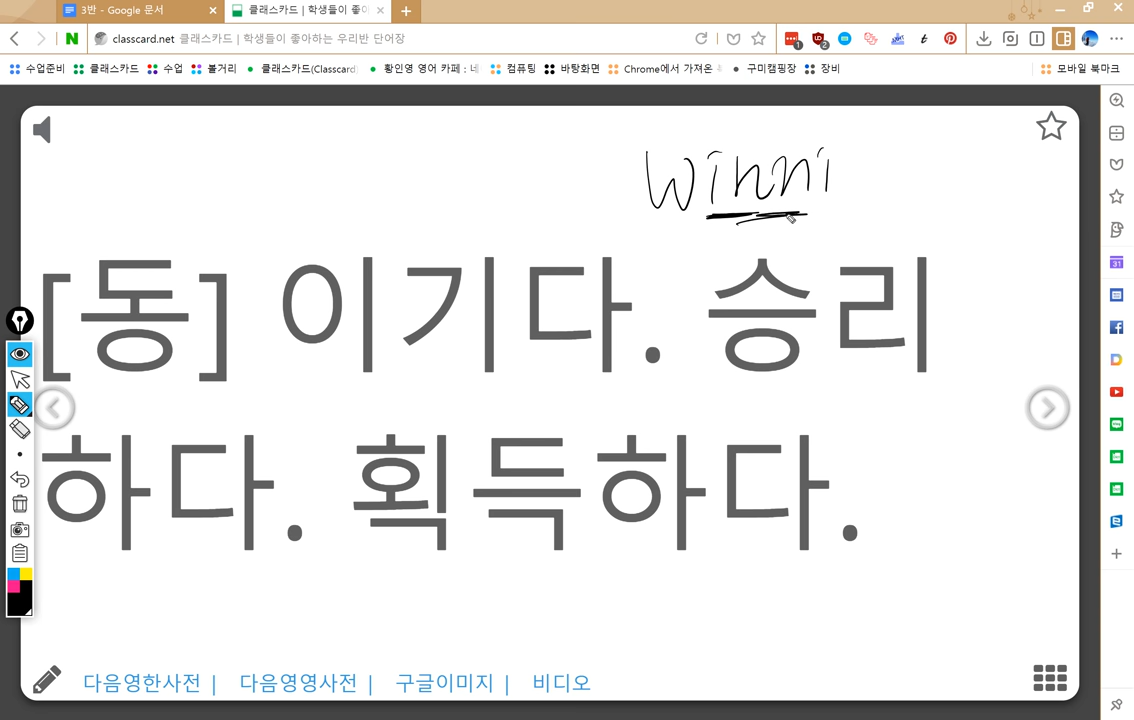 3반 - Google 문서
클래스카드 | 학생들이 좋아
classcard.net 클래스카드 | 학생들이 좋아하는 우리반 단어장
수업준비 클래스카드 수업 볼거리 클래스카드(Classcard 황인영 영어 카페 : 네 컴퓨팅 바탕화면 Chrome에서 가져온 구미캠핑장 장비 모바일 북마크
winni
[동] 이기다. 승리
하다. 획득하다.
다음영한사전 | 다음영영사전 | 구글이미지 | 비디오